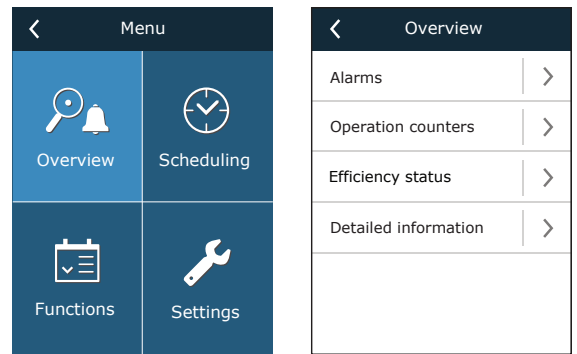 Menu
Overview
Scheduling
Functions
Settings
Overview
Alarms
Operation counters
Efficiency status
Detailed information